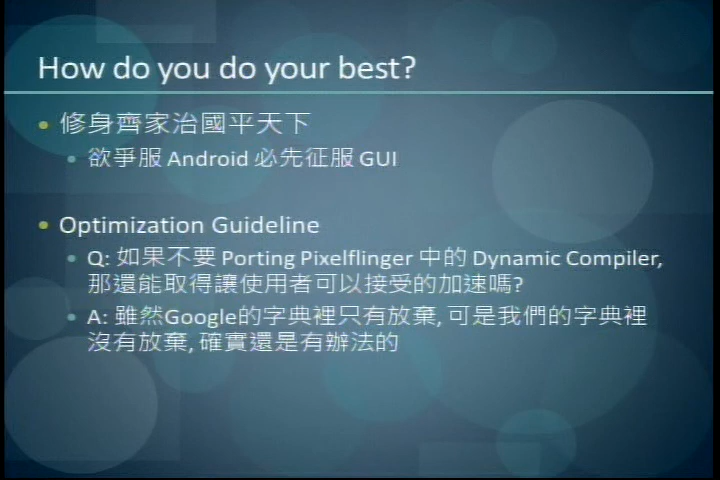 How do you do your best?
修身齊家治國平天下
欲爭服 Android 必先征服 GUI
Optimization Guideline
Q: 如果不要 Porting Pixelflinger 中的 Dynamic Compiler,
那還能取得讓使用者可以接受的加速嗎?
A: 雖然Google的字典裡只有放棄, 可是我們的字典裡
沒有放棄, 確實還是有辦法的